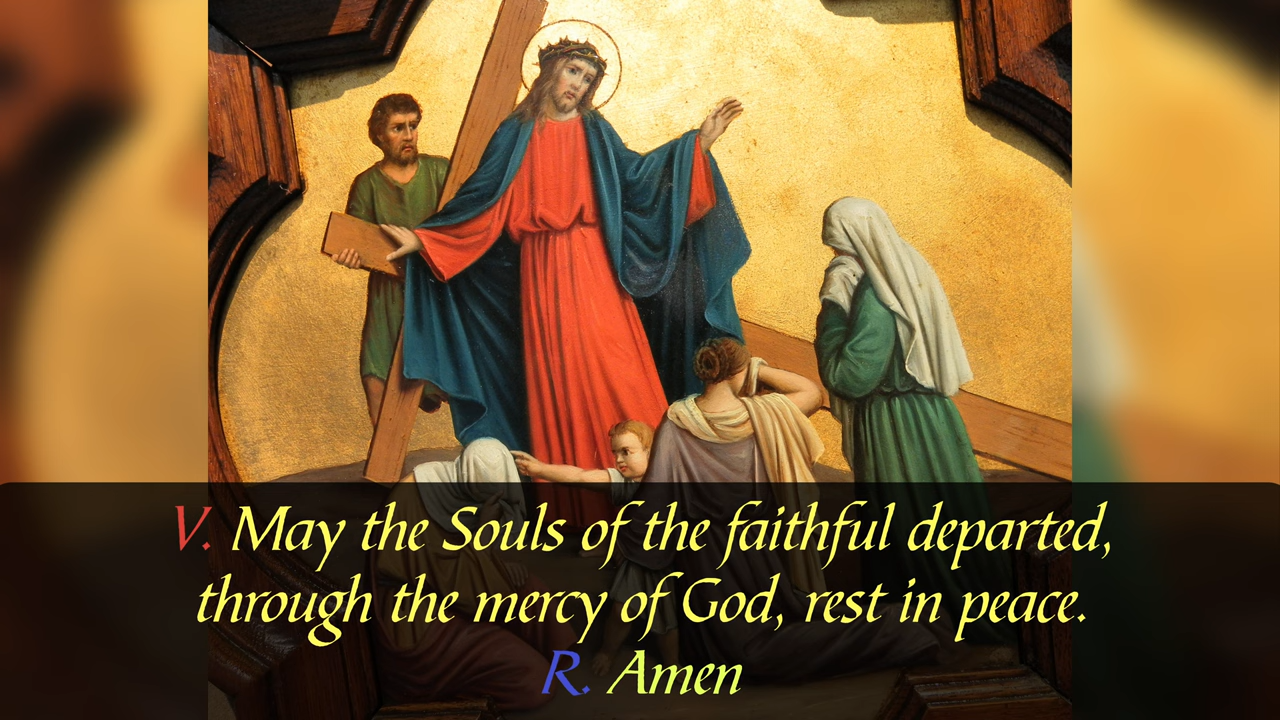 V. May the Souls of the faithful departed,
through the mercy of God, rest in peace.
R. Amen